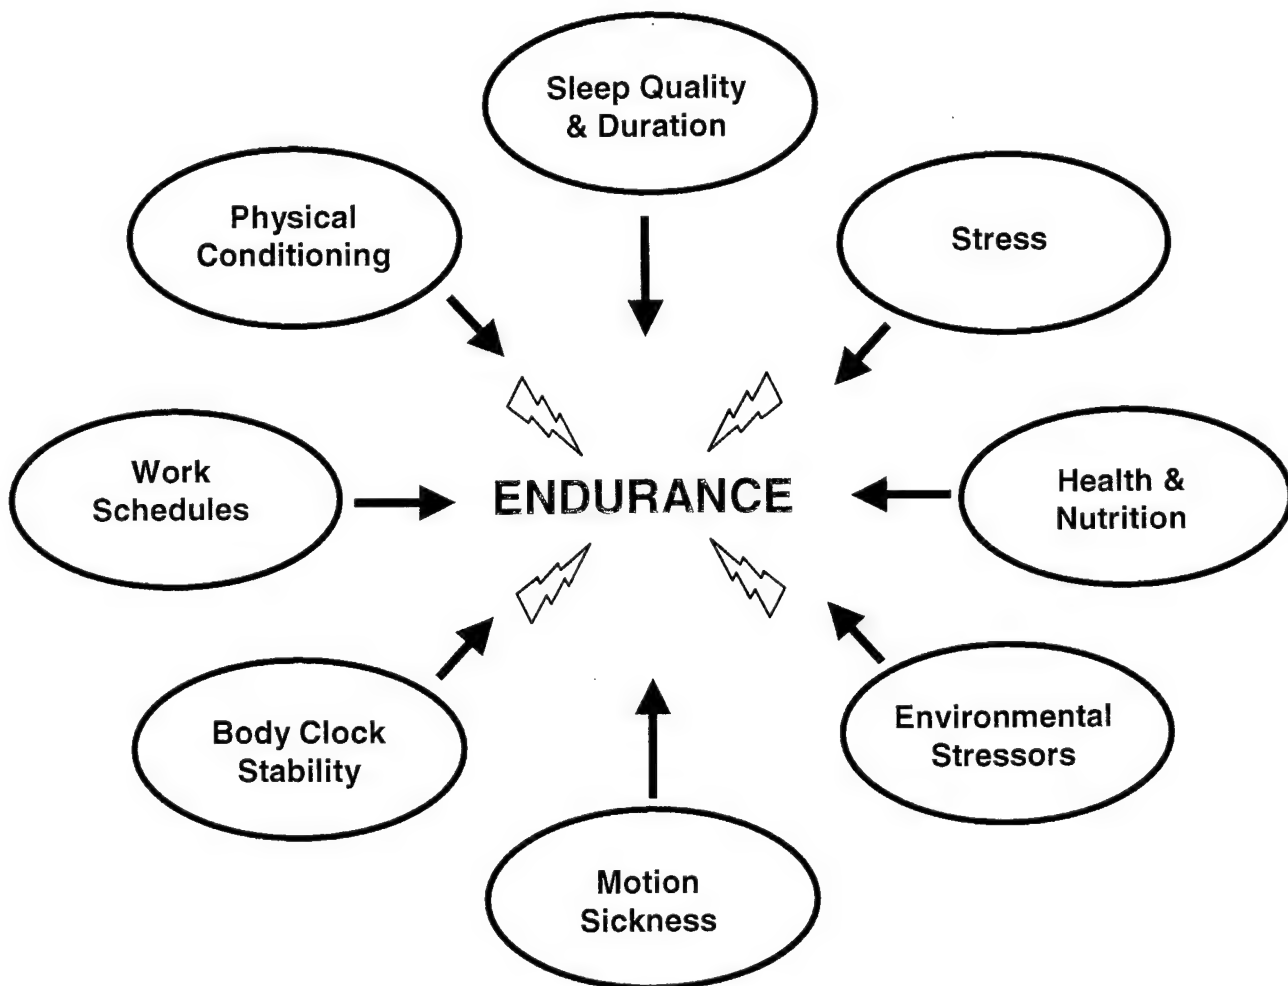 Sleep Quality
& Duration
Physical
Conditioning
Stress
Work
Schedules
ENDURANCE
Health &
Nutrition
Body Clock
Stability
Environmental
Stressors
Motion
Sickness